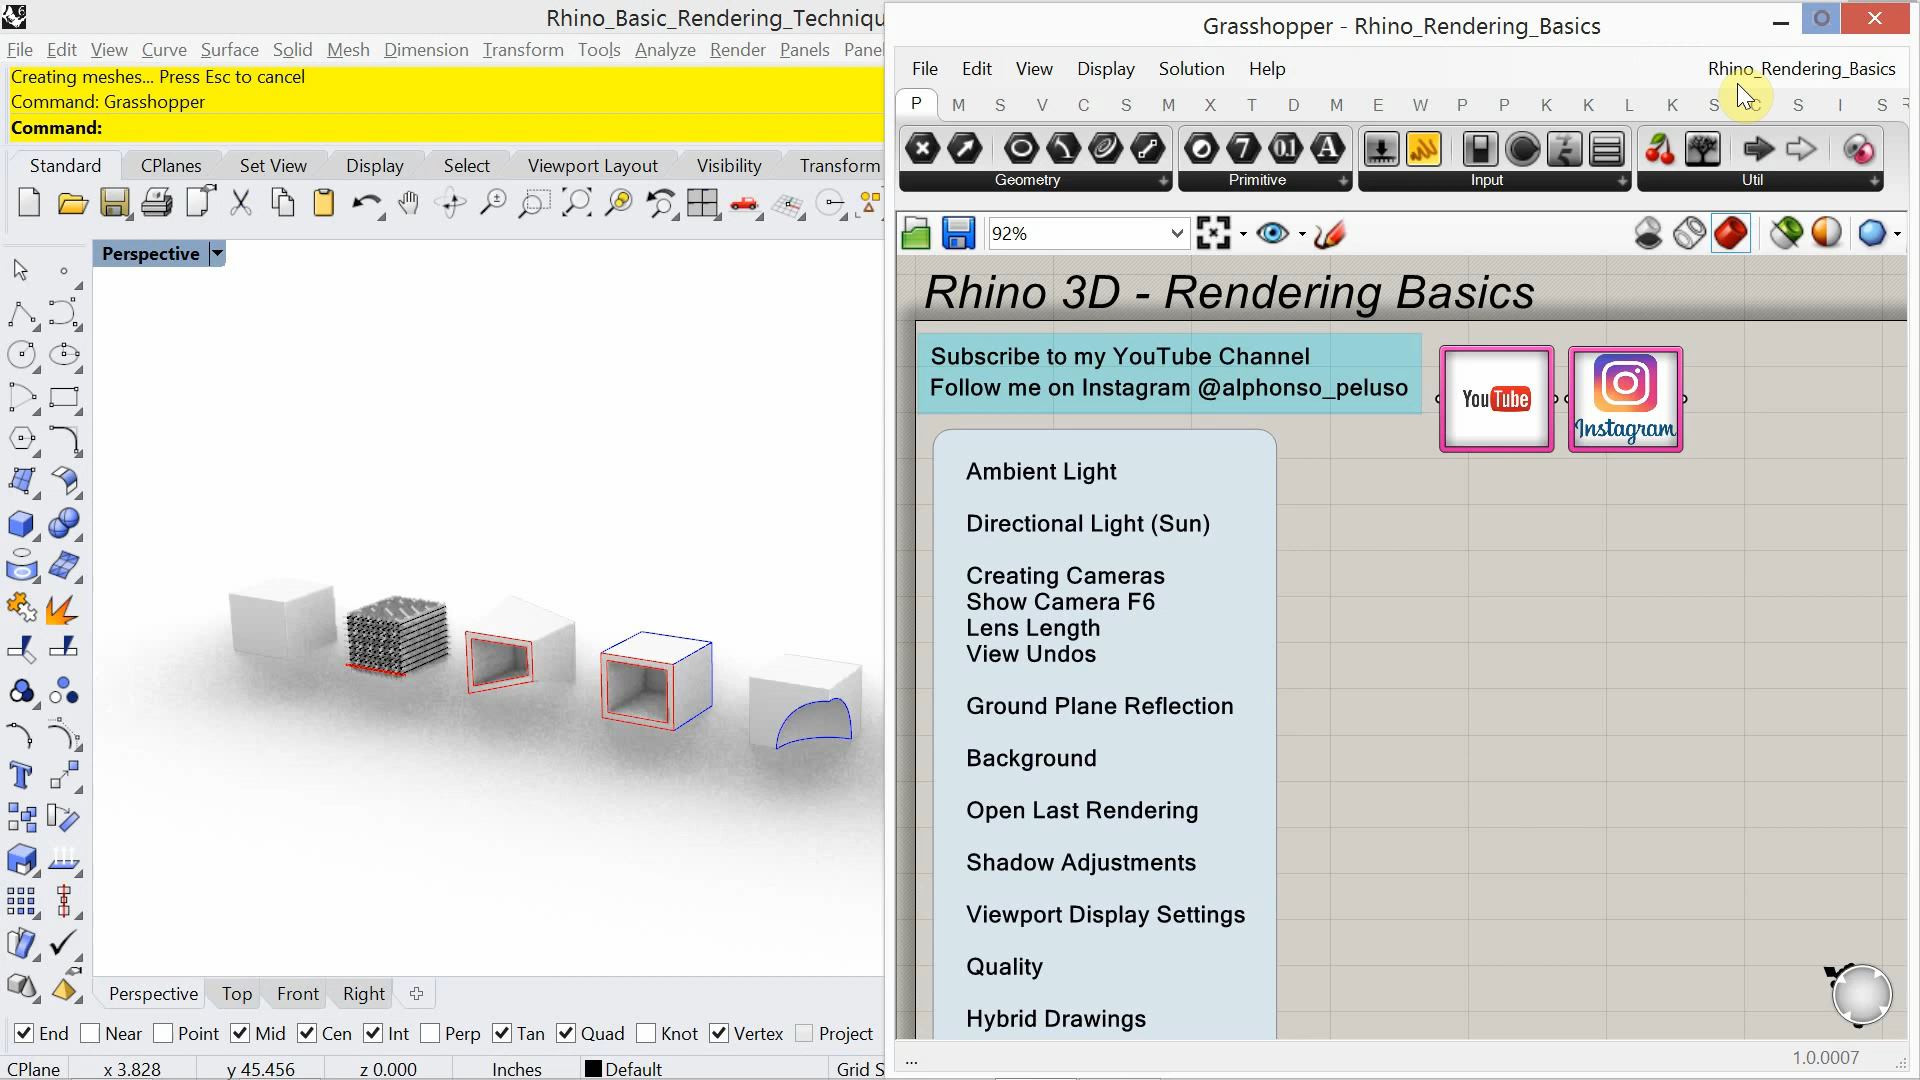 Rhino_Basic_Rendering_Techniqu
File Edit View Curve Surface Solid Mesh Dimension Transform Tools Analyze Render Panels Pane
Creating meshes... Press Esc to cancel
Command: Grasshopper
Command:
Standard CPlanes Set View Display Select Viewport Layout Visibility Transform
Perspective
Perspective Top Front Right
End Near Point Mid Cen Int Perp Tan Quad Knot Vertex Project
CPlane x 3.828 y 45.456 z 0.000 Inches Default Grid S
Grasshopper - Rhino_Rendering_Basics
File Edit View Display Solution Help Rhino_Rendering_Basics
P M S V C S M X T D M E W P P K K L K S C S I S R
Geometry Primitive Input Util
92%
Rhino 3D - Rendering Basics
Subscribe to my YouTube Channel
Follow me on Instagram @alphonso_peluso
YouTube
Instagram
Ambient Light
Directional Light (Sun)
Creating Cameras
Show Camera F6
Lens Length
View Undos
Ground Plane Reflection
Background
Open Last Rendering
Shadow Adjustments
Viewport Display Settings
Quality
Hybrid Drawings
...
1.0.0007